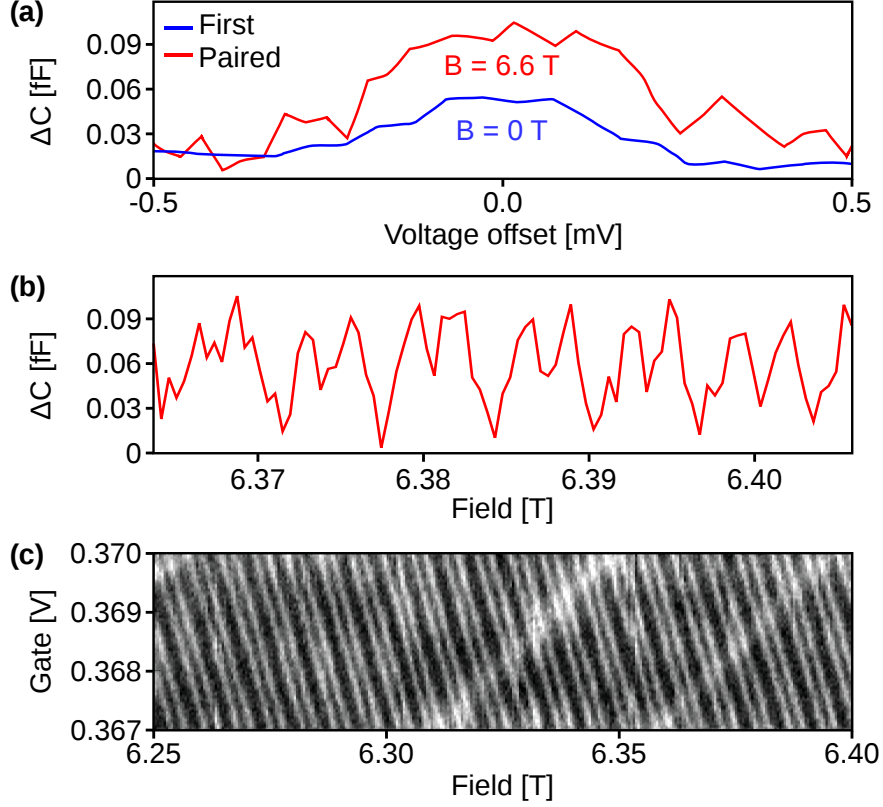 (a)
First
Paired
B = 6.6 T
B = 0 T
ΔC [fF]
0.09
0.06
0.03
0
-0.5
0.0
0.5
Voltage offset [mV]
(b)
ΔC [fF]
0.09
0.06
0.03
0
6.37
6.38
6.39
6.40
Field [T]
(c)
Gate [V]
0.370
0.369
0.368
0.367
6.25
6.30
6.35
6.40
Field [T]